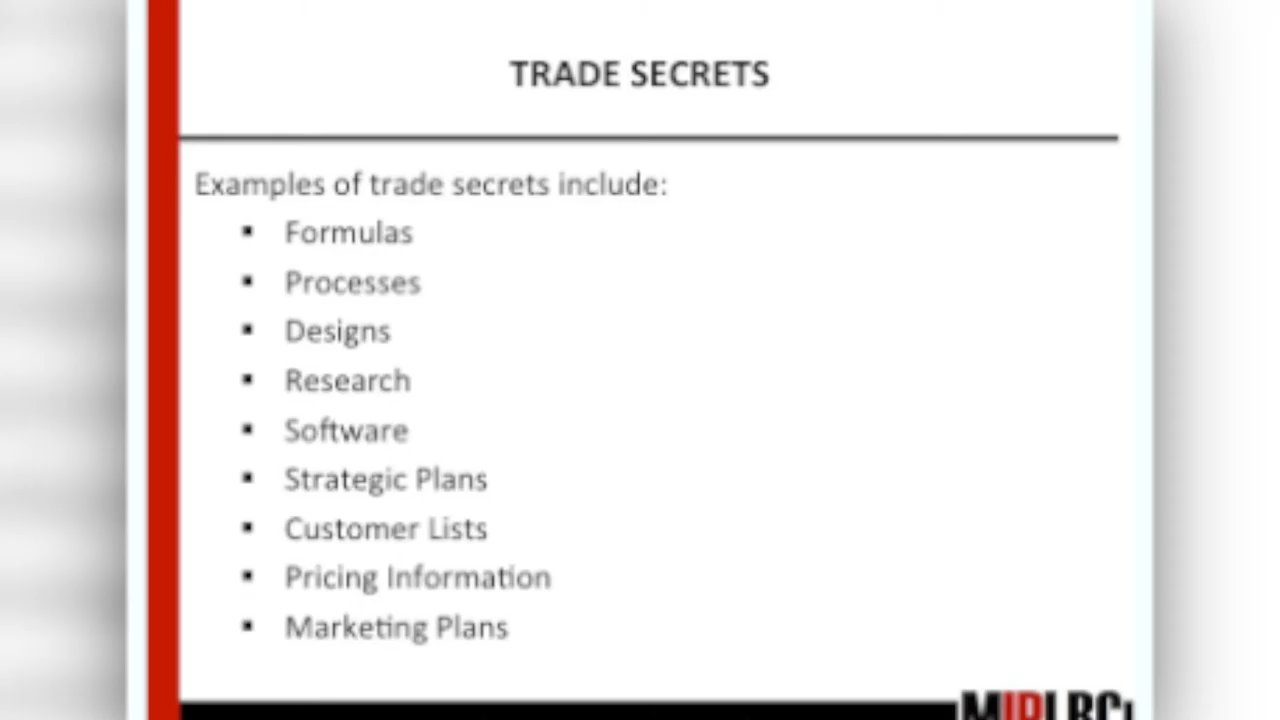 TRADE SECRETS
Examples of trade secrets include:
▪ Formulas
▪ Processes
▪ Designs
▪ Research
▪ Software
▪ Strategic Plans
▪ Customer Lists
▪ Pricing Information
▪ Marketing Plans